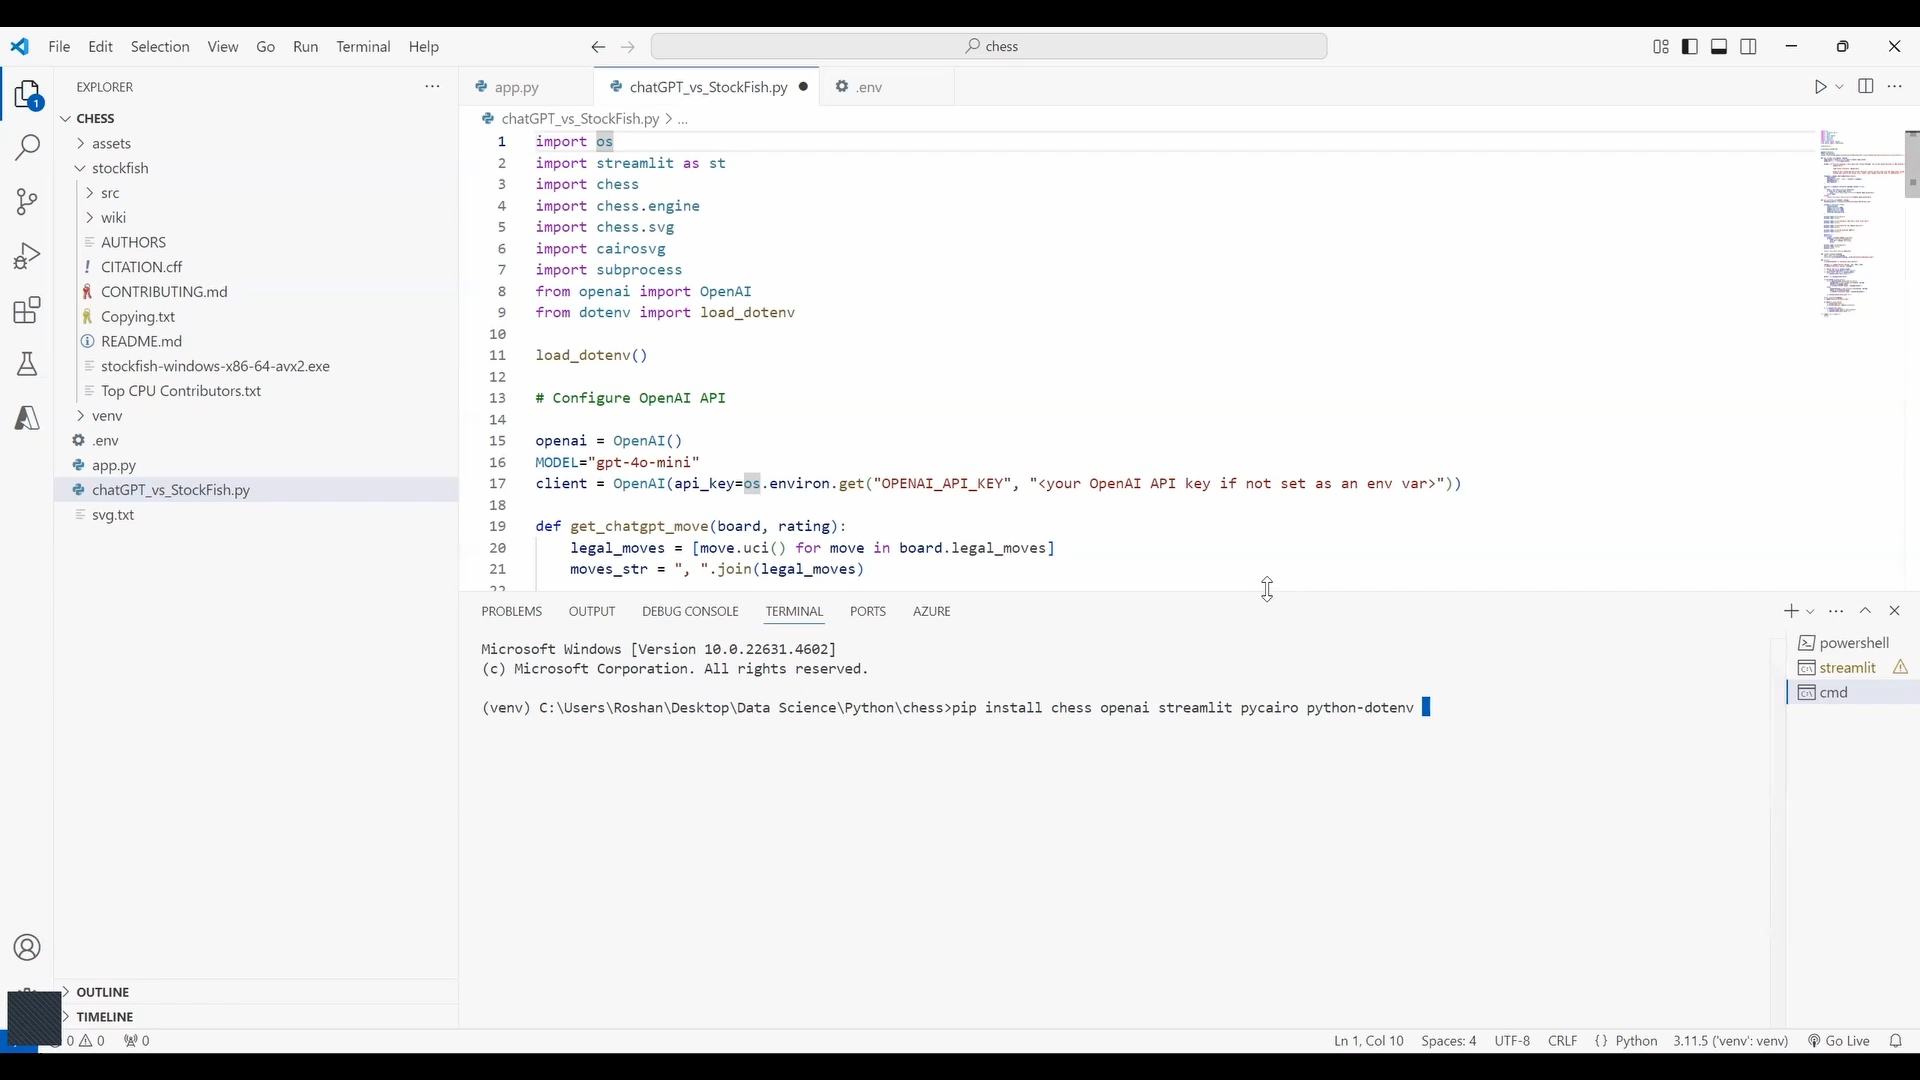 File Edit Selection View Go Run Terminal Help
chess
EXPLORER
CHESS
assets
stockfish
src
wiki
AUTHORS
CITATION.cff
CONTRIBUTING.md
Copying.txt
README.md
stockfish-windows-x86-64-avx2.exe
Top CPU Contributors.txt
venv
.env
app.py
chatGPT_vs_StockFish.py
svg.txt
OUTLINE
TIMELINE
1
app.py chatGPT_vs_StockFish.py .env
chatGPT_vs_StockFish.py > ...
1 import os
2 import streamlit as st
3 import chess
4 import chess.engine
5 import chess.svg
6 import cairosvg
7 import subprocess
8 from openai import OpenAI
9 from dotenv import load_dotenv
10
11 load_dotenv()
12
13 # Configure OpenAI API
14
15 openai = OpenAI()
16 MODEL="gpt-4o-mini"
17 client = OpenAI(api_key=os.environ.get("OPENAI_API_KEY", "<your OpenAI API key if not set as an env var>"))
18
19 def get_chatgpt_move(board, rating):
20 legal_moves = [move.uci() for move in board.legal_moves]
21 moves_str = ", ".join(legal_moves)
22
PROBLEMS OUTPUT DEBUG CONSOLE TERMINAL PORTS AZURE
Microsoft Windows [Version 10.0.22631.4602]
(c) Microsoft Corporation. All rights reserved.
(venv) C:\Users\Roshan\Desktop\Data Science\Python\chess>pip install chess openai streamlit pycairo python-dotenv
powershell
streamlit
cmd
0 0 0
Ln 1, Col 10 Spaces: 4 UTF-8 CRLF {} Python 3.11.5 ('venv': venv) Go Live